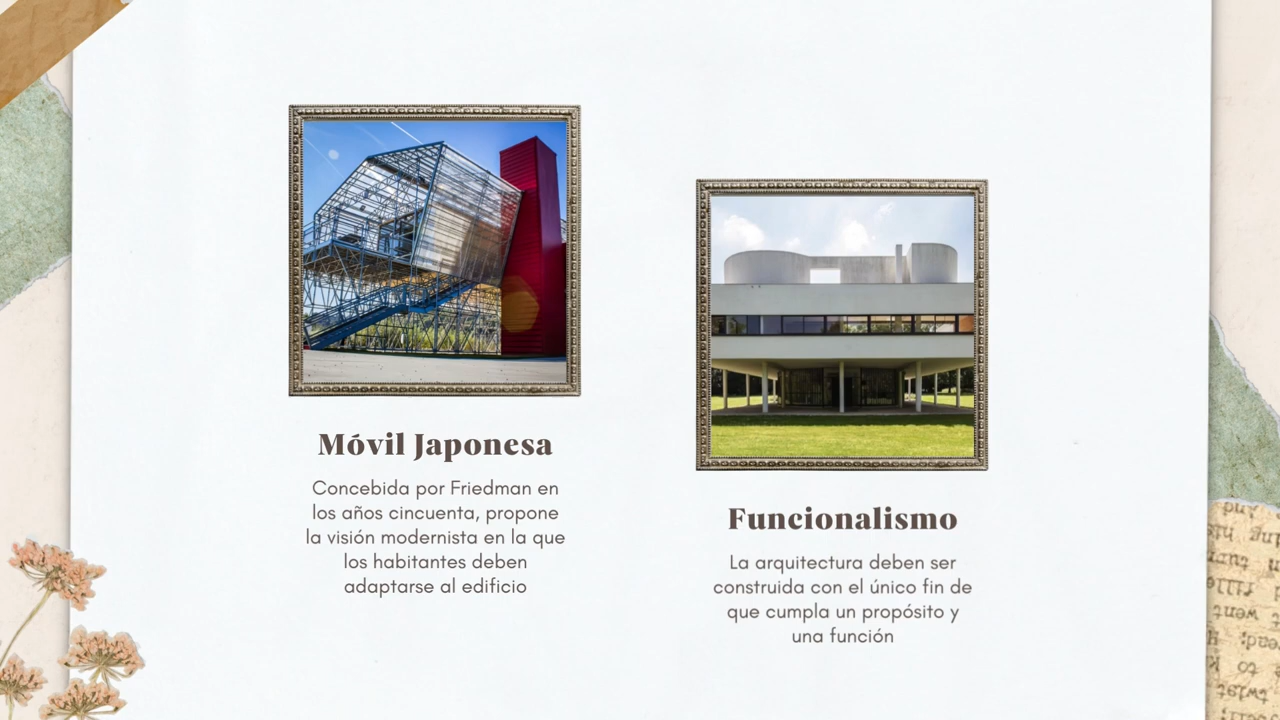 Móvil Japonesa
Concebida por Friedman en
los años cincuenta, propone
la visión modernista en la que
los habitantes deben
adaptarse al edificio
Funcionalismo
La arquitectura deben ser
construida con el único fin de
que cumpla un propósito y
una función